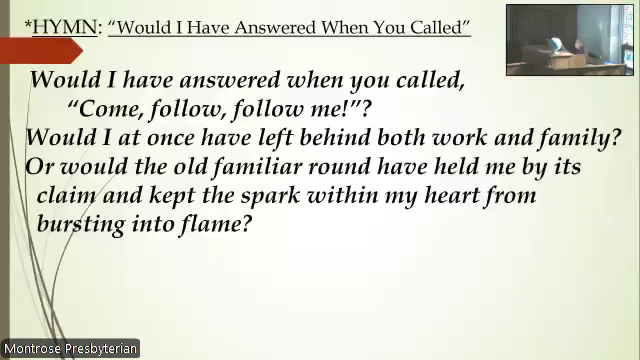 *HYMN: “Would I Have Answered When You Called”
Would I have answered when you called,
“Come, follow, follow me!”?
Would I at once have left behind both work and family?
Or would the old familiar round have held me by its
claim and kept the spark within my heart from
bursting into flame?
Montrose Presbyterian